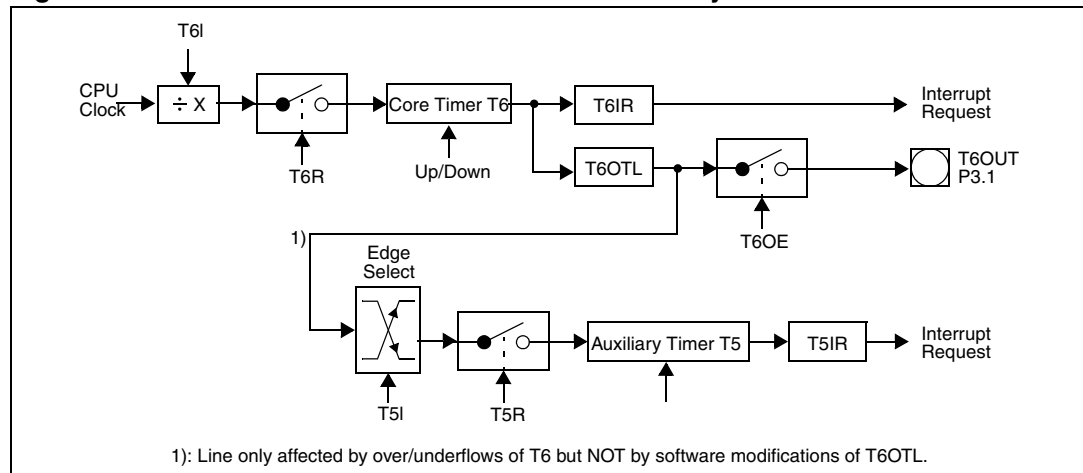 T6I
CPU
Clock
÷ X
T6R
Core Timer T6
Up/Down
T6IR
Interrupt
Request
T6OTL
T6OE
T6OUT
P3.1
1)
Edge
Select
T5I
T5R
Auxiliary Timer T5
T5IR
Interrupt
Request
1): Line only affected by over/underflows of T6 but NOT by software modifications of T6OTL.